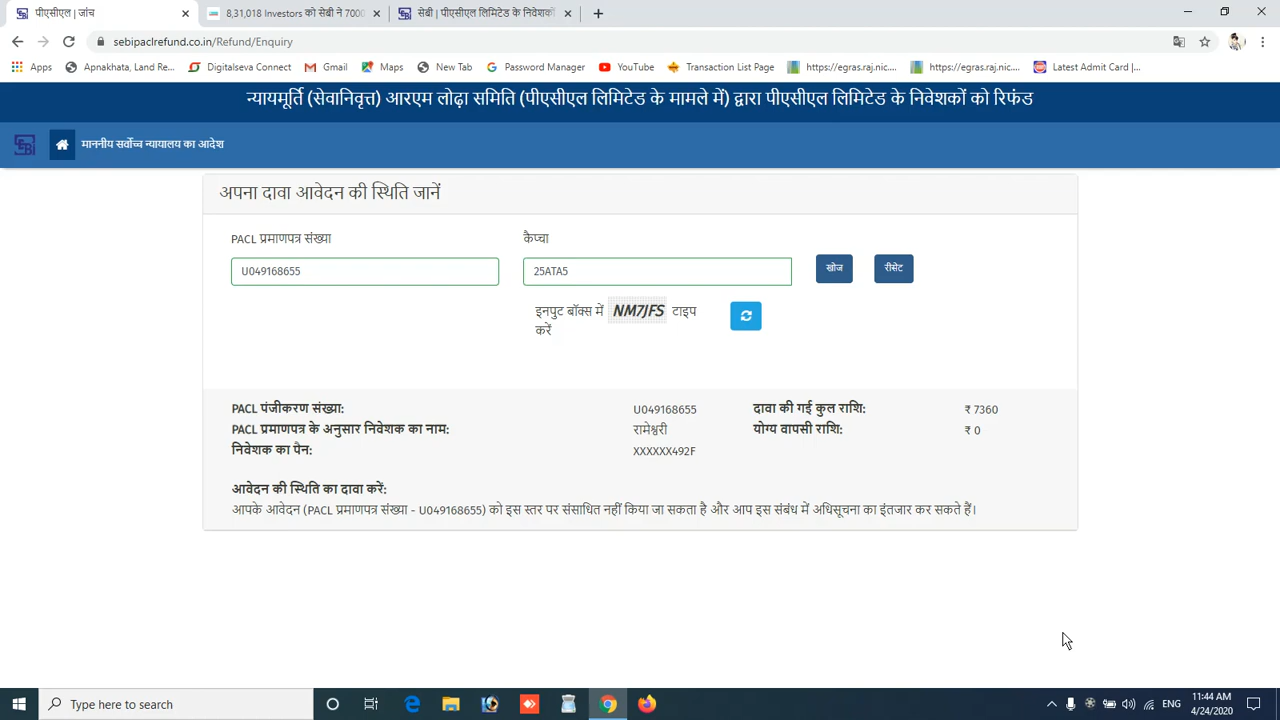 पीएसीएल | जांच
8,31,018 Investors को सेबी ने 7000
सेबी | पीएसीएल लिमिटेड के निवेशकों
sebipaclrefund.co.in/Refund/Enquiry
Apps Apnakhata, Land Re... Digitalseva Connect Gmail Maps New Tab Password Manager YouTube Transaction List Page https://egras.raj.nic.... https://egras.raj.nic.... Latest Admit Card |...
न्यायमूर्ति (सेवानिवृत्त) आरएम लोढ़ा समिति (पीएसीएल लिमिटेड के मामले में) द्वारा पीएसीएल लिमिटेड के निवेशकों को रिफंड
SEBI माननीय सर्वोच्च न्यायालय का आदेश
अपना दावा आवेदन की स्थिति जानें
PACL प्रमाणपत्र संख्या कैप्चा
U049168655 25ATA5 खोज रीसेट
इनपुट बॉक्स में NM7JFS टाइप
करें
PACL पंजीकरण संख्या: U049168655 दावा की गई कुल राशि: ₹ 7360
PACL प्रमाणपत्र के अनुसार निवेशक का नाम: रामेश्वरी योग्य वापसी राशि: ₹ 0
निवेशक का पैन: XXXXXX492F
आवेदन की स्थिति का दावा करें:
आपके आवेदन (PACL प्रमाणपत्र संख्या - U049168655) को इस स्तर पर संसाधित नहीं किया जा सकता है और आप इस संबंध में अधिसूचना का इंतजार कर सकते हैं।
Type here to search
ENG 11:44 AM
4/24/2020